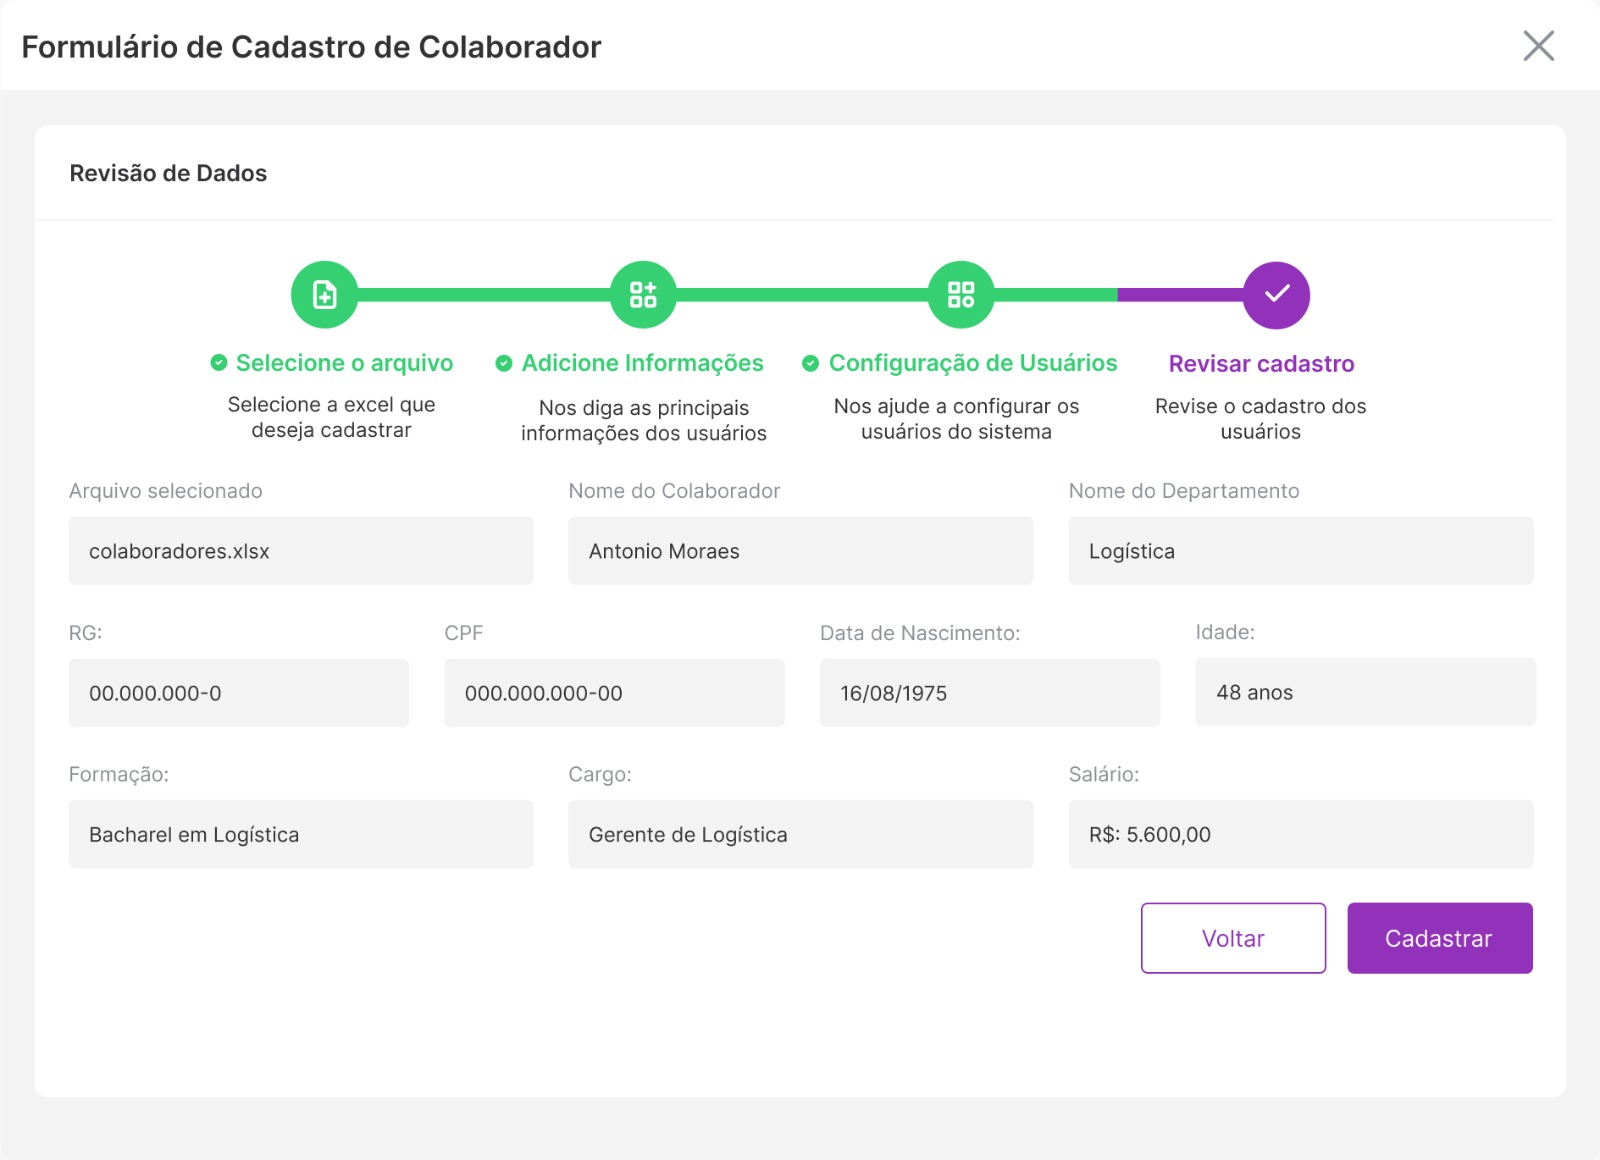 Formulário de Cadastro de Colaborador
Revisão de Dados
Selecione o arquivo
Selecione a excel que
deseja cadastrar
Adicione Informações
Nos diga as principais
informações dos usuários
Configuração de Usuários
Nos ajude a configurar os
usuários do sistema
Revisar cadastro
Revise o cadastro dos
usuários
Arquivo selecionado
colaboradores.xlsx
Nome do Colaborador
Antonio Moraes
Nome do Departamento
Logística
RG:
00.000.000-0
CPF
000.000.000-00
Data de Nascimento:
16/08/1975
Idade:
48 anos
Formação:
Bacharel em Logística
Cargo:
Gerente de Logística
Salário:
R$: 5.600,00
Voltar
Cadastrar